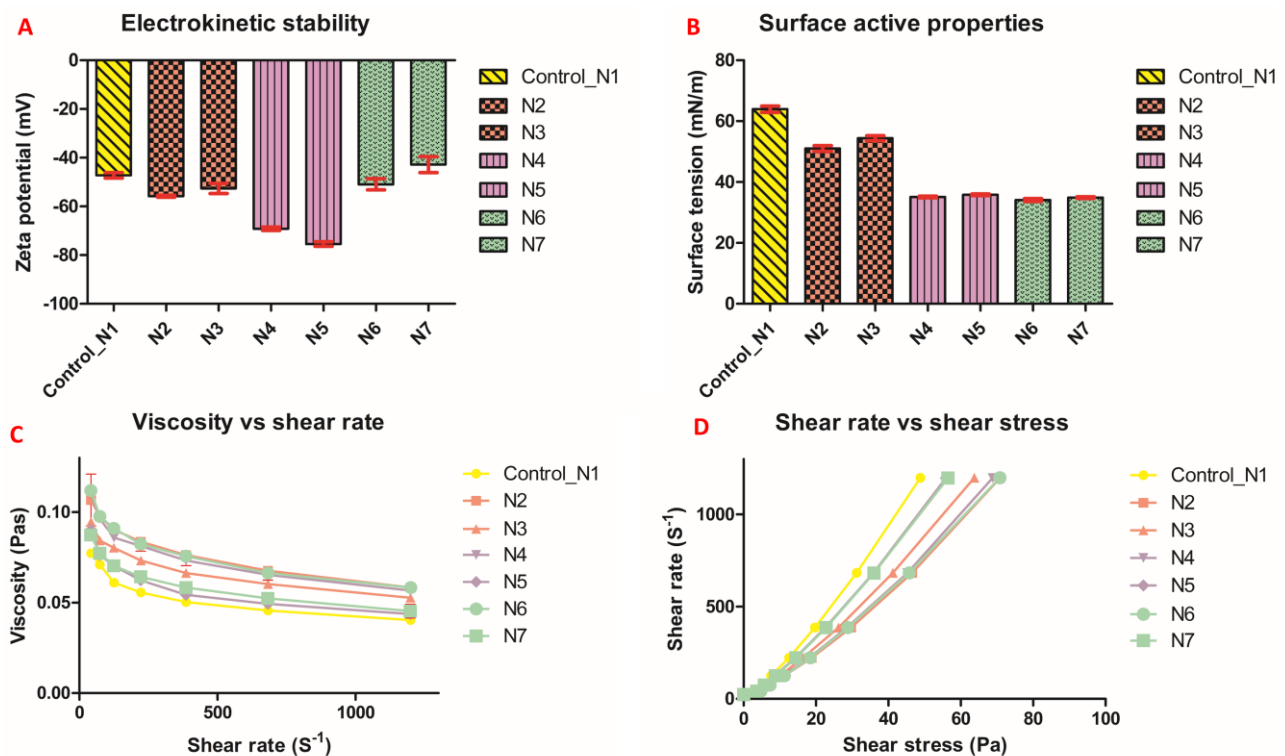 A
Electrokinetic stability
Zeta potential (mV)
0
-20
-40
-60
-80
-100
Control_N1
N2
N3
N4
N5
N6
N7
Control_N1
N2
N3
N4
N5
N6
N7
B
Surface active properties
Surface tension (mN/m)
80
60
40
20
0
Control_N1
N2
N3
N4
N5
N6
N7
Control_N1
N2
N3
N4
N5
N6
N7
C
Viscosity vs shear rate
Viscosity (Pas)
0.10
0.05
0.00
0
500
1000
Shear rate (S⁻¹)
Control_N1
N2
N3
N4
N5
N6
N7
D
Shear rate vs shear stress
Shear rate (S⁻¹)
1000
500
0
0
20
40
60
80
100
Shear stress (Pa)
Control_N1
N2
N3
N4
N5
N6
N7